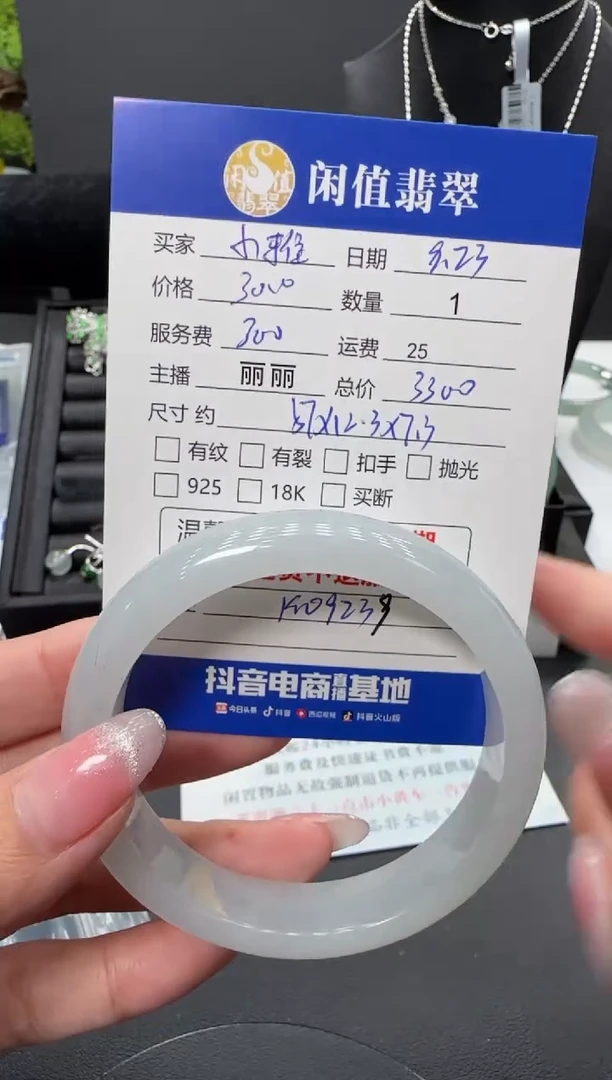 闲值翡翠
买家 日期 9.23
价格 3000 数量 1
服务费 300 运费 25
主播 丽丽 总价 3300
尺寸 约 57X12.3X7.3
有纹 有裂 扣手 抛光
925 18K 买断
K09239
抖音电商直播基地
今日头条 抖音 西瓜视频 抖音火山版